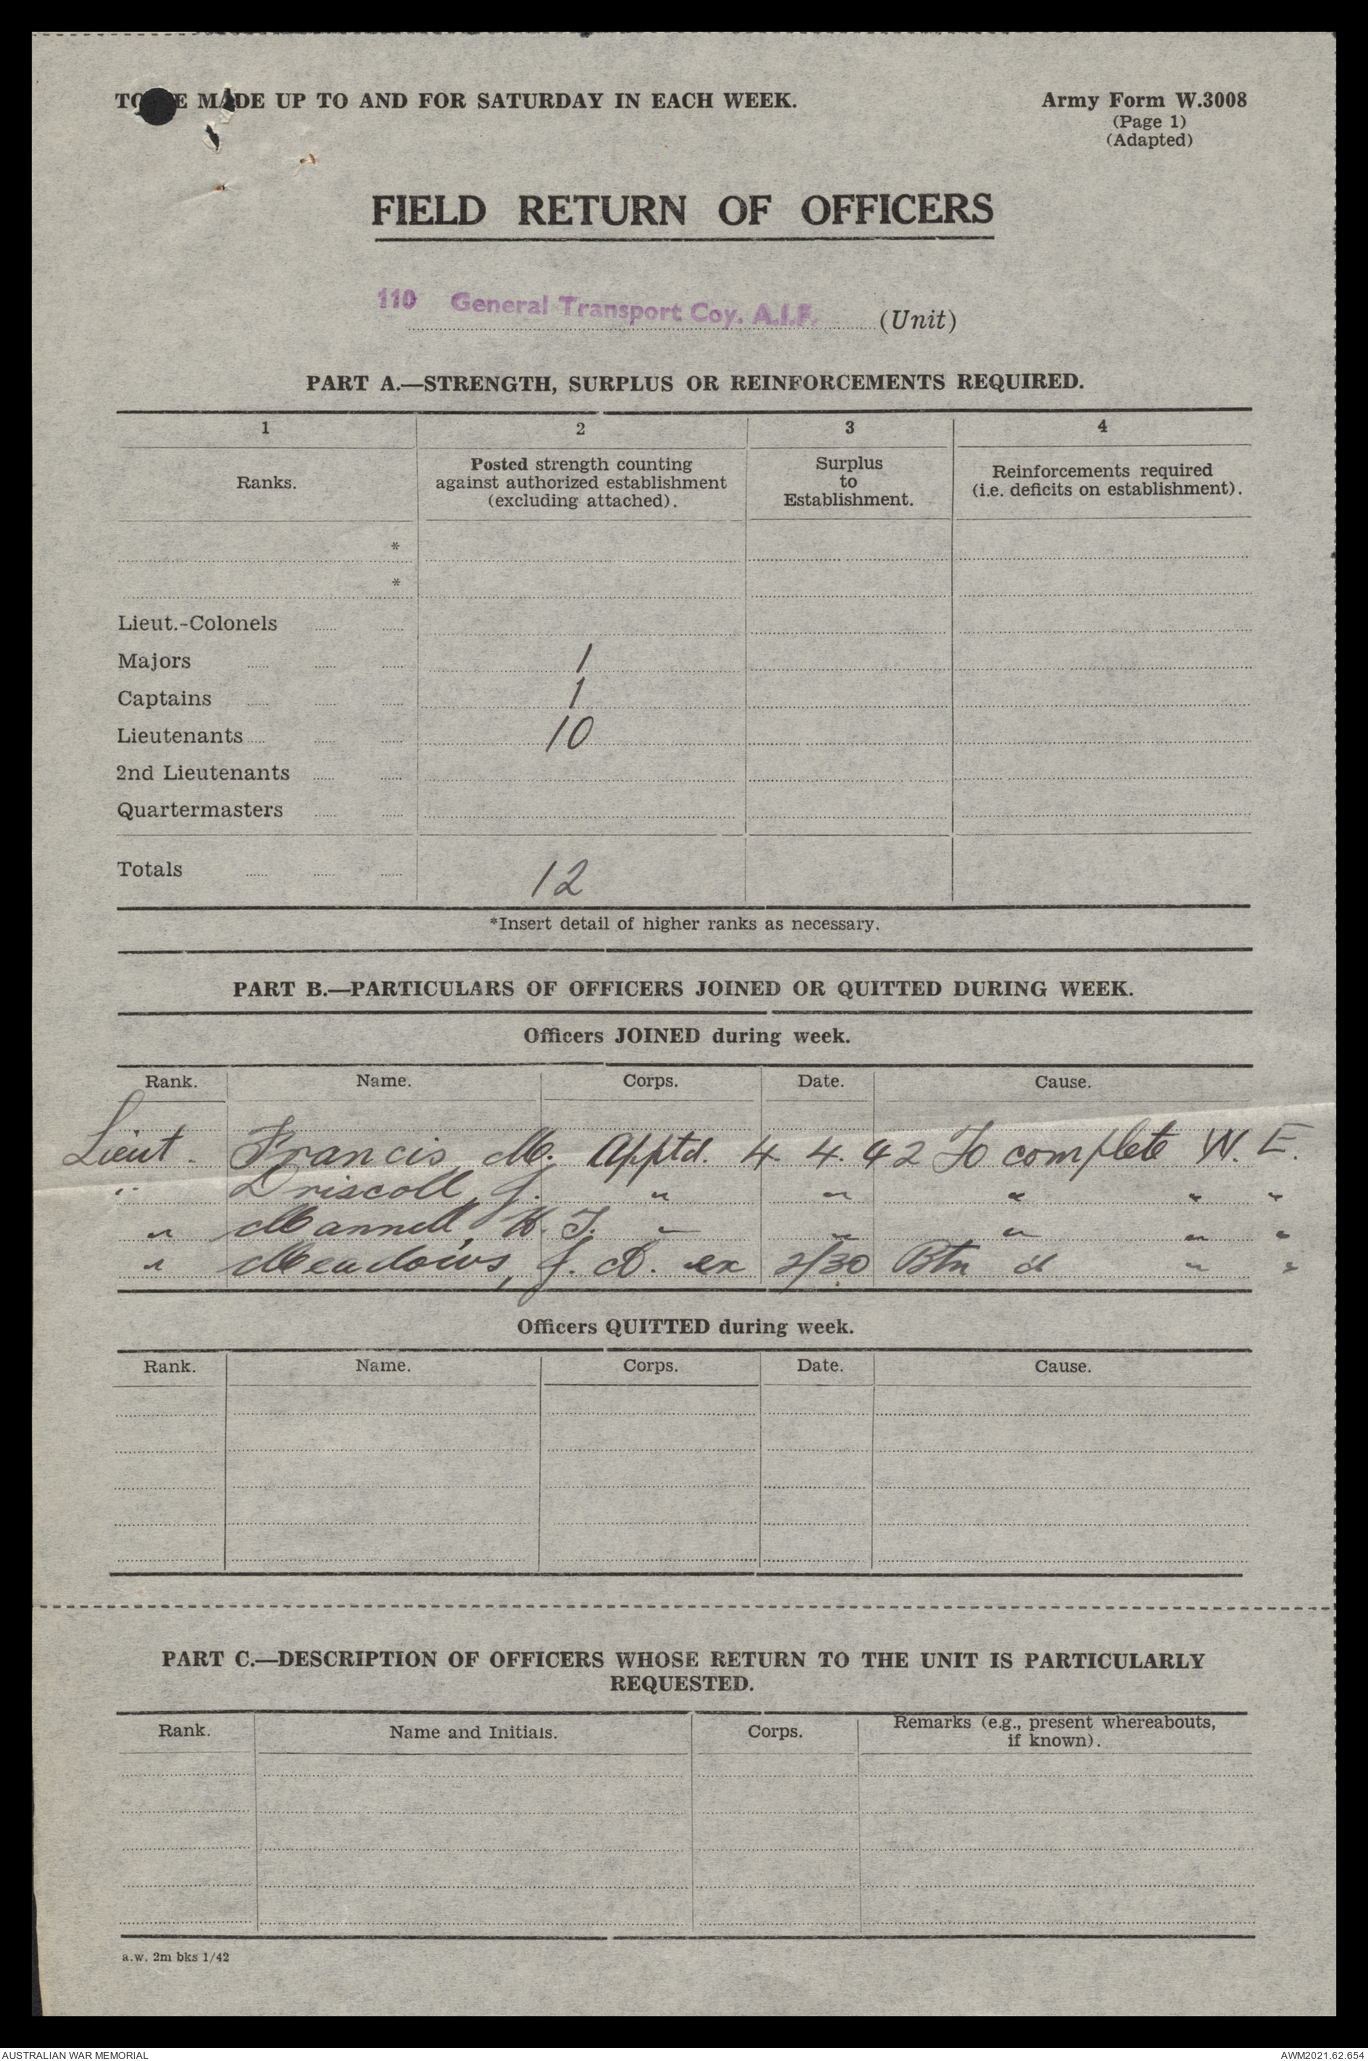 TO BE MADE UP TO AND FOR SATURDAY IN EACH WEEK.
Army Form W.3008
(Page 1)
(Adapted)
FIELD RETURN OF OFFICERS
110 General Transport Coy. A.I.F. (Unit)
PART A.—STRENGTH, SURPLUS OR REINFORCEMENTS REQUIRED.
1 2 3 4
Ranks.
Posted strength counting
against authorized establishment
(excluding attached).
Surplus
to
Establishment.
Reinforcements required
(i.e. deficits on establishment).
*
*
Lieut.-Colonels
Majors 1
Captains 1
Lieutenants 10
2nd Lieutenants
Quartermasters
Totals 12
*Insert detail of higher ranks as necessary.
PART B.—PARTICULARS OF OFFICERS JOINED OR QUITTED DURING WEEK.
Officers JOINED during week.
Rank. Name. Corps. Date. Cause.
Lieut. Francis, M. Apptd. 4. 4. 42 To complete W. E.
" Driscoll, J. " " " " "
" Mannell, K. T. " " " " "
" Meadows, J. D. ex 2/30 Btn " " "
Officers QUITTED during week.
Rank. Name. Corps. Date. Cause.
PART C.—DESCRIPTION OF OFFICERS WHOSE RETURN TO THE UNIT IS PARTICULARLY
REQUESTED.
Rank. Name and Initials. Corps. Remarks (e.g., present whereabouts,
if known).
a.w. 2m bks 1/42
AUSTRALIAN WAR MEMORIAL
AWM2021.62.654